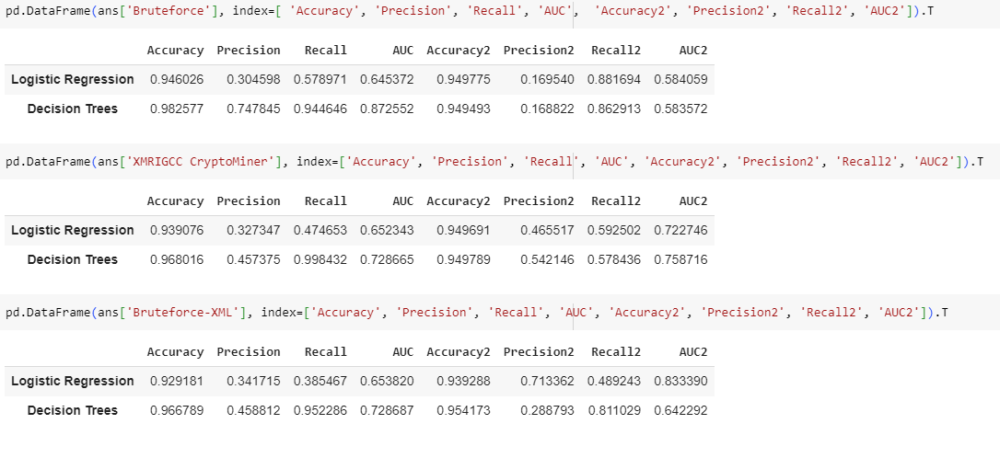 pd.DataFrame(ans['Bruteforce'], index=[ 'Accuracy', 'Precision', 'Recall', 'AUC',  'Accuracy2', 'Precision2', 'Recall2', 'AUC2']).T
Accuracy Precision Recall AUC Accuracy2 Precision2 Recall2 AUC2
Logistic Regression 0.946026 0.304598 0.578971 0.645372 0.949775 0.169540 0.881694 0.584059
Decision Trees 0.982577 0.747845 0.944646 0.872552 0.949493 0.168822 0.862913 0.583572
pd.DataFrame(ans['XMRIGCC CryptoMiner'], index=['Accuracy', 'Precision', 'Recall', 'AUC', 'Accuracy2', 'Precision2', 'Recall2', 'AUC2']).T
Accuracy Precision Recall AUC Accuracy2 Precision2 Recall2 AUC2
Logistic Regression 0.939076 0.327347 0.474653 0.652343 0.949691 0.465517 0.592502 0.722746
Decision Trees 0.968016 0.457375 0.998432 0.728665 0.949789 0.542146 0.578436 0.758716
pd.DataFrame(ans['Bruteforce-XML'], index=['Accuracy', 'Precision', 'Recall', 'AUC', 'Accuracy2', 'Precision2', 'Recall2', 'AUC2']).T
Accuracy Precision Recall AUC Accuracy2 Precision2 Recall2 AUC2
Logistic Regression 0.929181 0.341715 0.385467 0.653820 0.939288 0.713362 0.489243 0.833390
Decision Trees 0.966789 0.458812 0.952286 0.728687 0.954173 0.288793 0.811029 0.642292